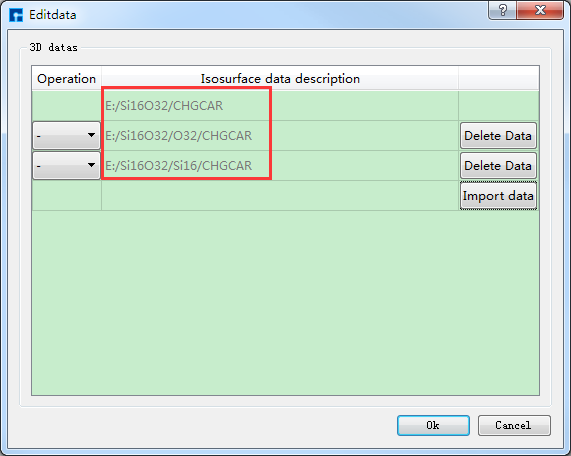 Editdata
3D datas
Operation Isosurface data description
E:/Si16O32/CHGCAR
- E:/Si16O32/O32/CHGCAR Delete Data
- E:/Si16O32/Si16/CHGCAR Delete Data
Import data
Ok Cancel